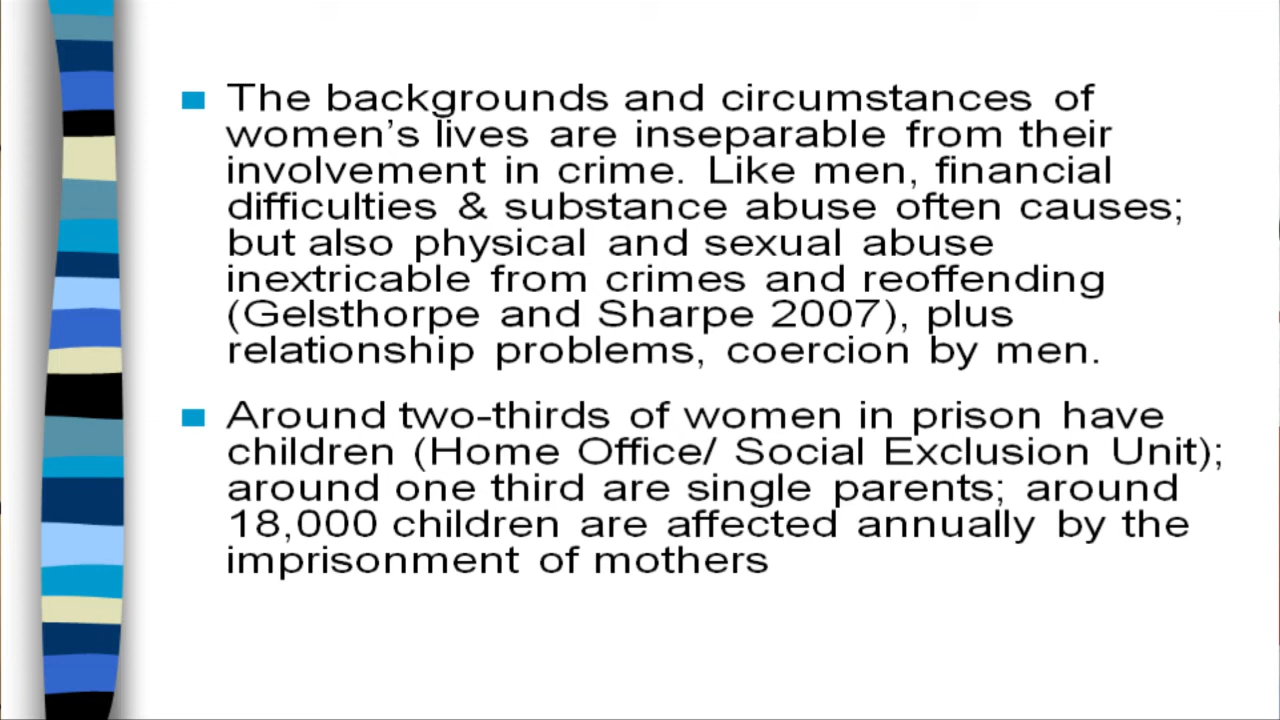 The backgrounds and circumstances of
women’s lives are inseparable from their
involvement in crime. Like men, financial
difficulties & substance abuse often causes;
but also physical and sexual abuse
inextricable from crimes and reoffending
(Gelsthorpe and Sharpe 2007), plus
relationship problems, coercion by men.
Around two-thirds of women in prison have
children (Home Office/ Social Exclusion Unit);
around one third are single parents; around
18,000 children are affected annually by the
imprisonment of mothers